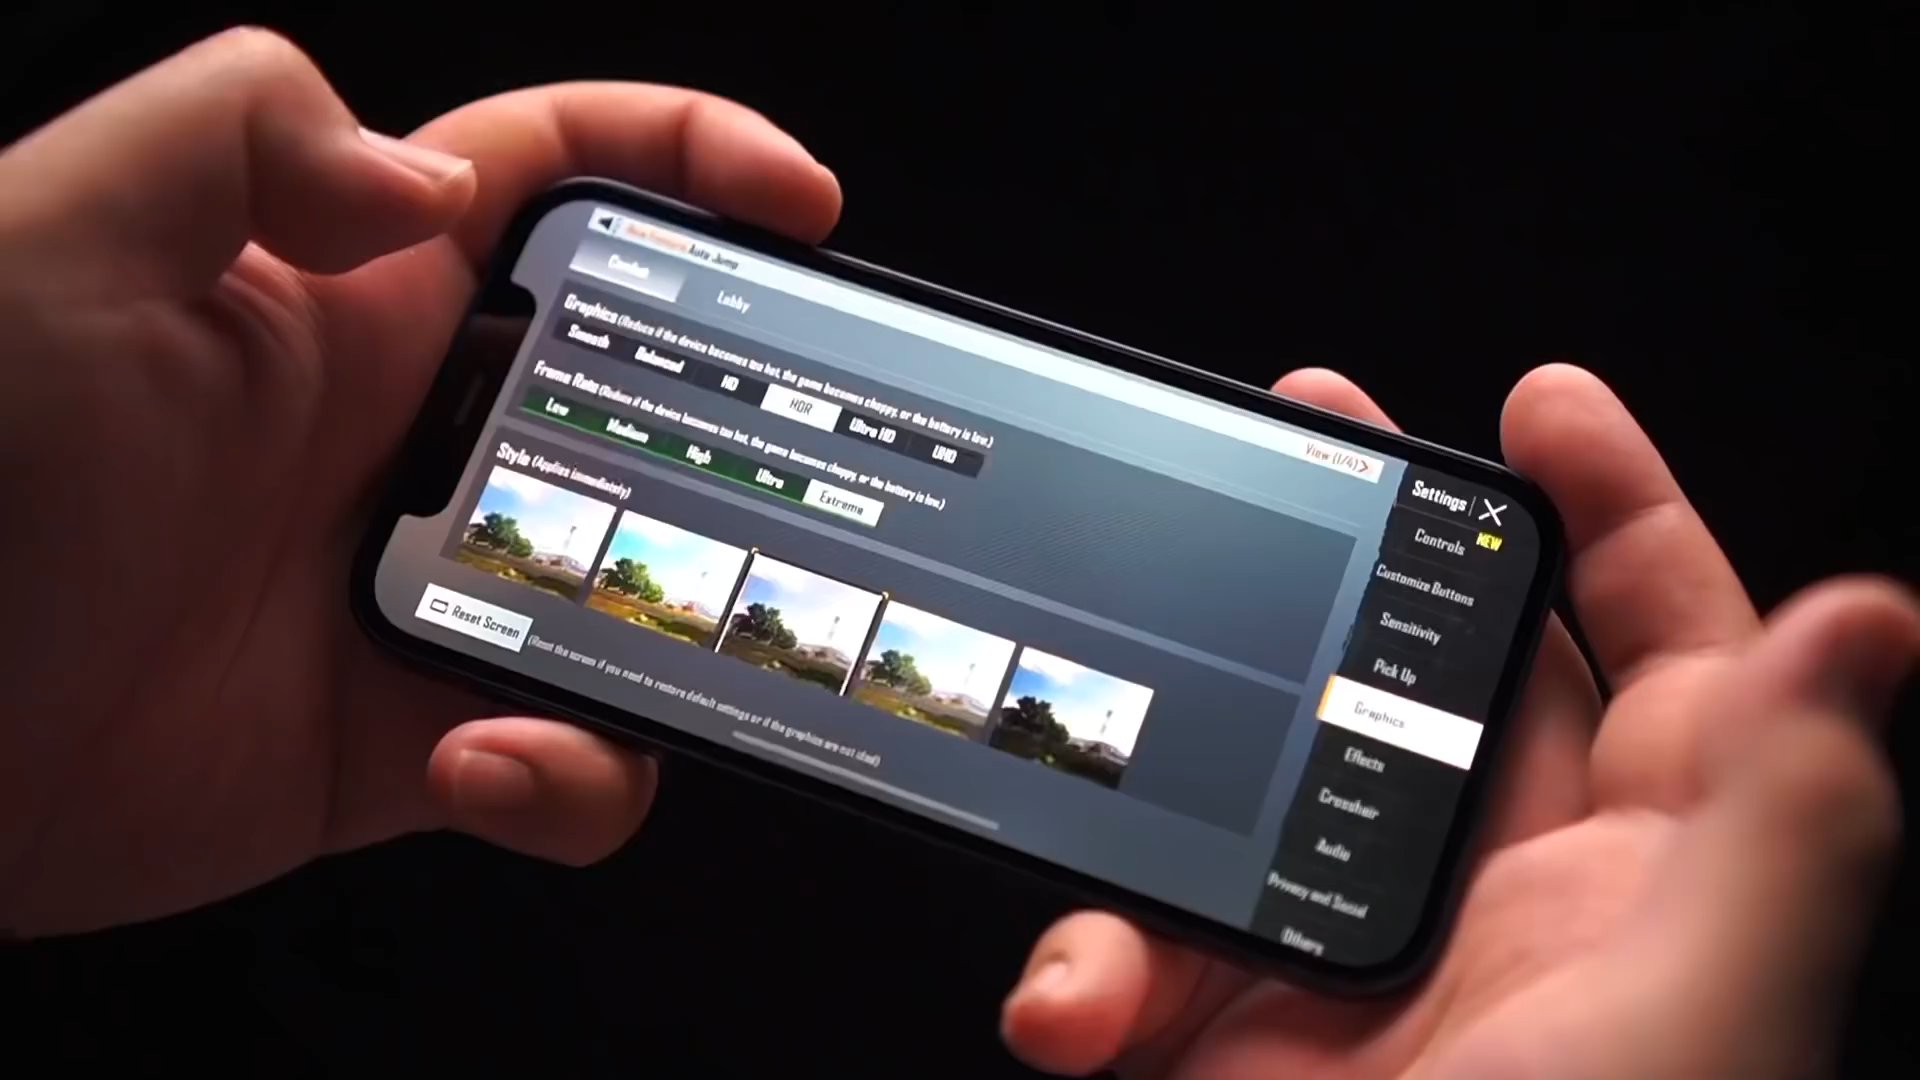 New Feature Auto Jump
Combat
Lobby
Graphics (Reduce if the device becomes too hot, the game becomes choppy, or the battery is low.)
Smooth Balanced HD HDR Ultra HD UHD
Frame Rate (Reduce if the device becomes too hot, the game becomes choppy, or the battery is low.)
Low Medium High Ultra Extreme
Style (Applies immediately)
Reset Screen
(Reset the screen if you need to restore default settings or if the graphics are not ideal)
View (1/4)
Settings
Controls NEW
Customize Buttons
Sensitivity
Pick Up
Graphics
Effects
Crosshair
Audio
Privacy and Social
Others